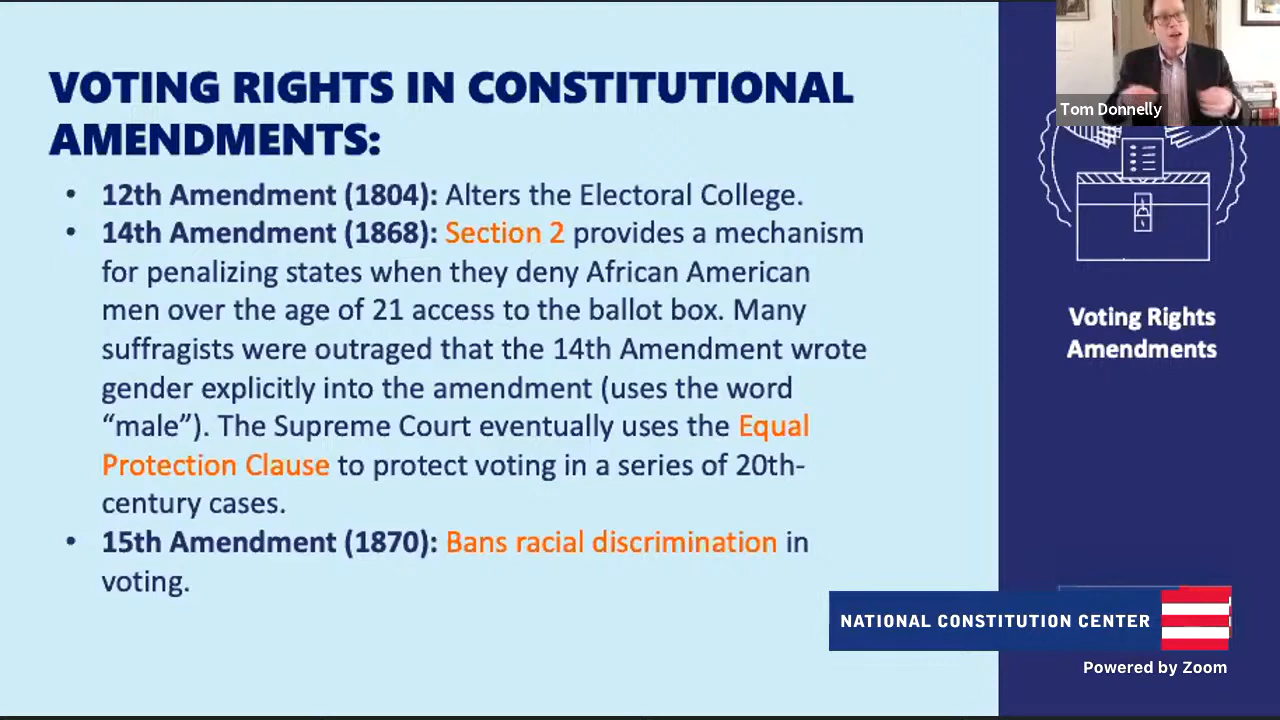 VOTING RIGHTS IN CONSTITUTIONAL
AMENDMENTS:
• 12th Amendment (1804): Alters the Electoral College.
• 14th Amendment (1868): Section 2 provides a mechanism
for penalizing states when they deny African American
men over the age of 21 access to the ballot box. Many
suffragists were outraged that the 14th Amendment wrote
gender explicitly into the amendment (uses the word
“male”). The Supreme Court eventually uses the Equal
Protection Clause to protect voting in a series of 20th-
century cases.
• 15th Amendment (1870): Bans racial discrimination in
voting.
Tom Donnelly
Voting Rights
Amendments
NATIONAL CONSTITUTION CENTER
Powered by Zoom